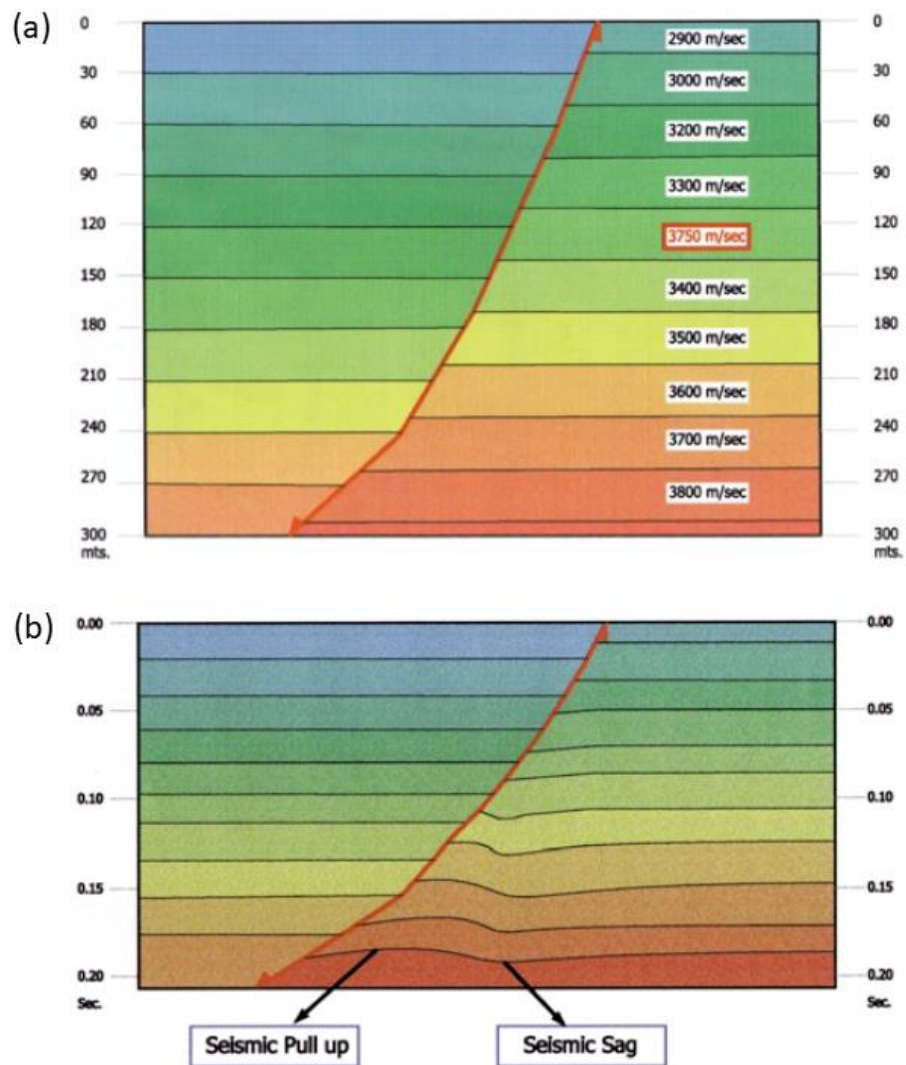 (a)
0 0
2900 m/sec
30 30
3000 m/sec
60 60
3200 m/sec
90 90
3300 m/sec
120 120
3750 m/sec
150 150
3400 m/sec
180 180
3500 m/sec
210 210
3600 m/sec
240 240
3700 m/sec
270 270
3800 m/sec
300 300
mts. mts.
(b)
0.00 0.00
0.05 0.05
0.10 0.10
0.15 0.15
0.20 0.20
Sec. Sec.
Seismic Pull up Seismic Sag